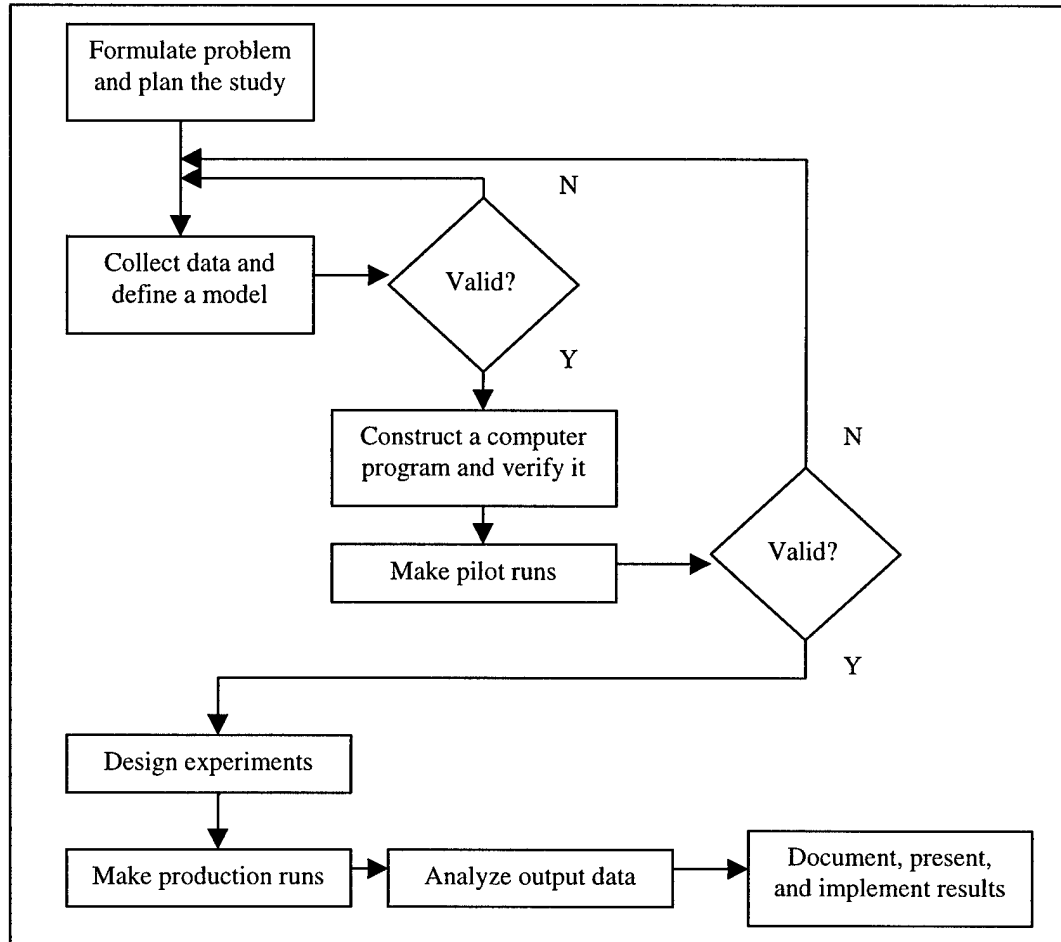 Formulate problem
and plan the study
N
Collect data and
define a model
Valid?
Y
Construct a computer
program and verify it
N
Make pilot runs
Valid?
Y
Design experiments
Make production runs
Analyze output data
Document, present,
and implement results